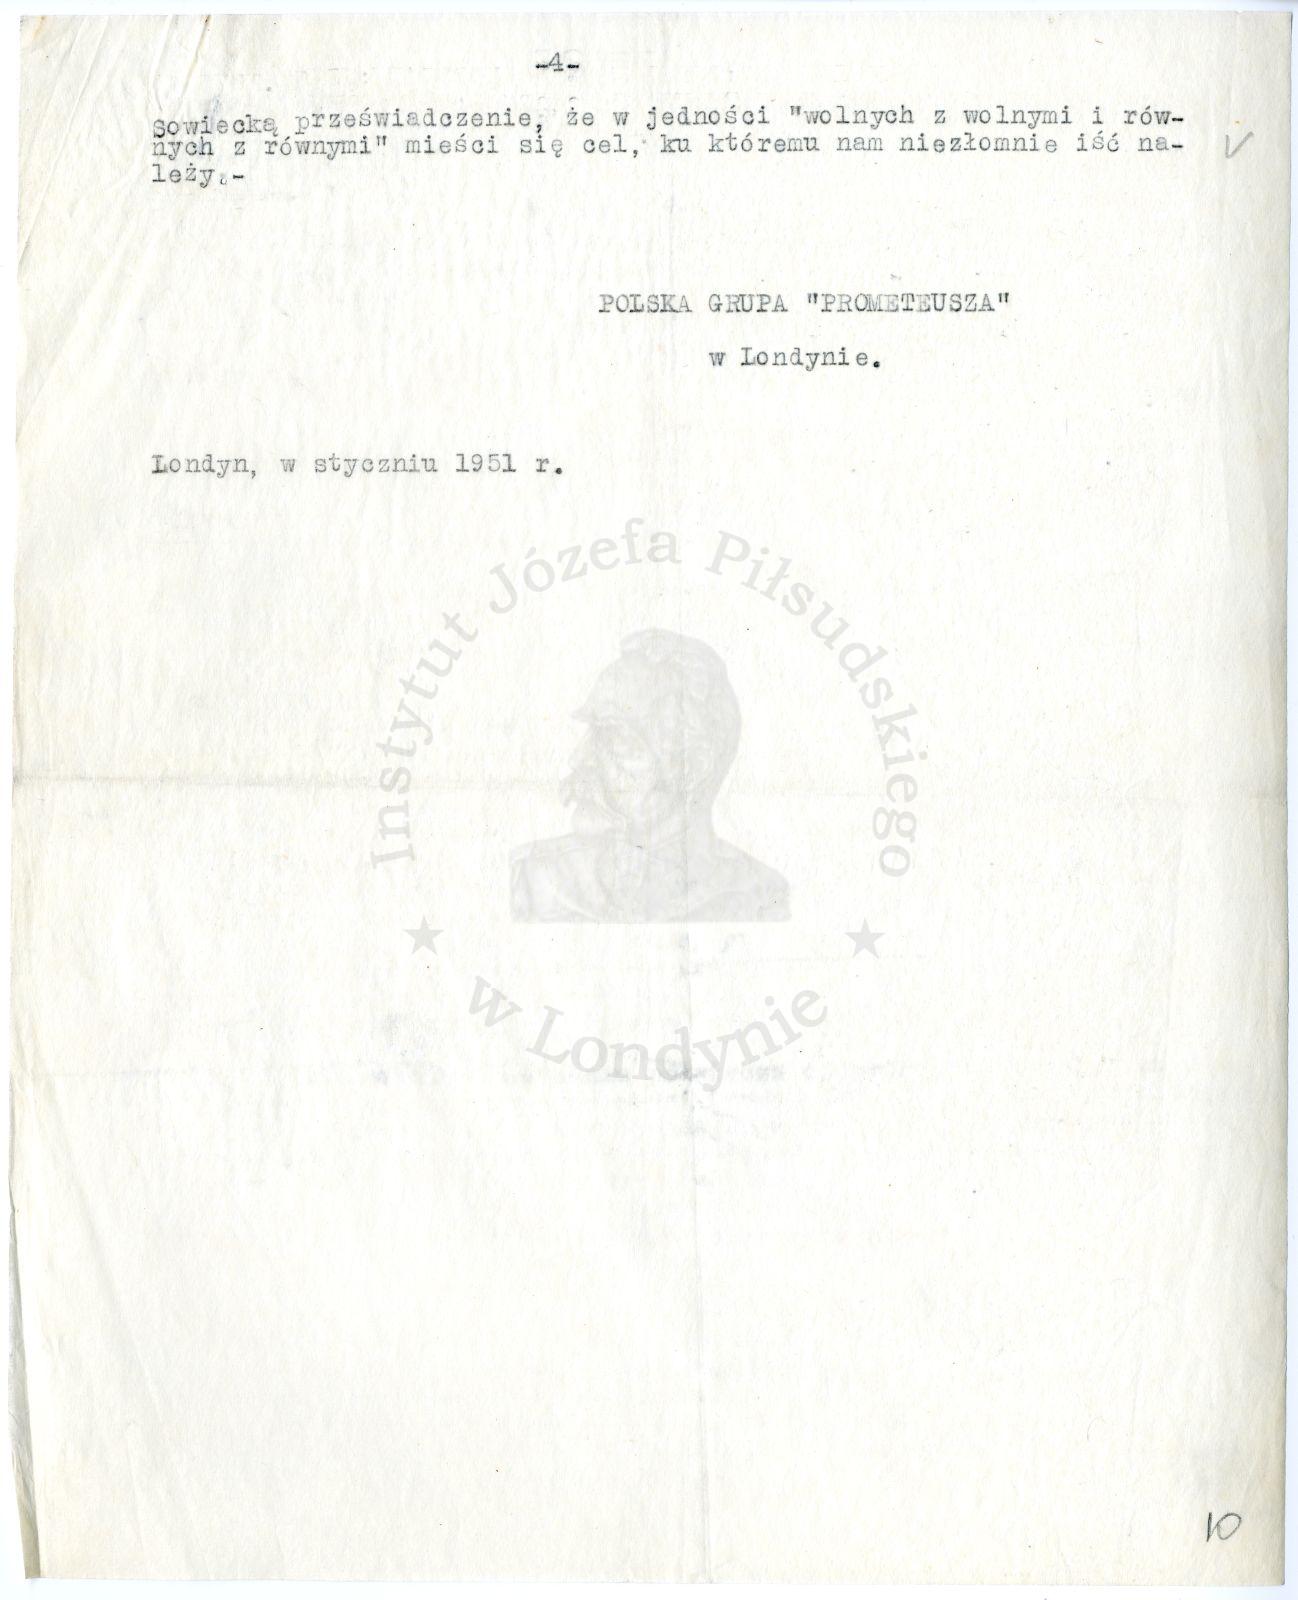 -4-
Sowiecką przeświadczenie, że w jedności "wolnych z wolnymi i rów-
nych z równymi" mieści się cel, ku któremu nam niezłomnie iść na-
leży.-
POLSKA GRUPA "PROMETEUSZA"
w Londynie.
Londyn, w styczniu 1951 r.
Instytut Józefa Piłsudskiego
w Londynie
10